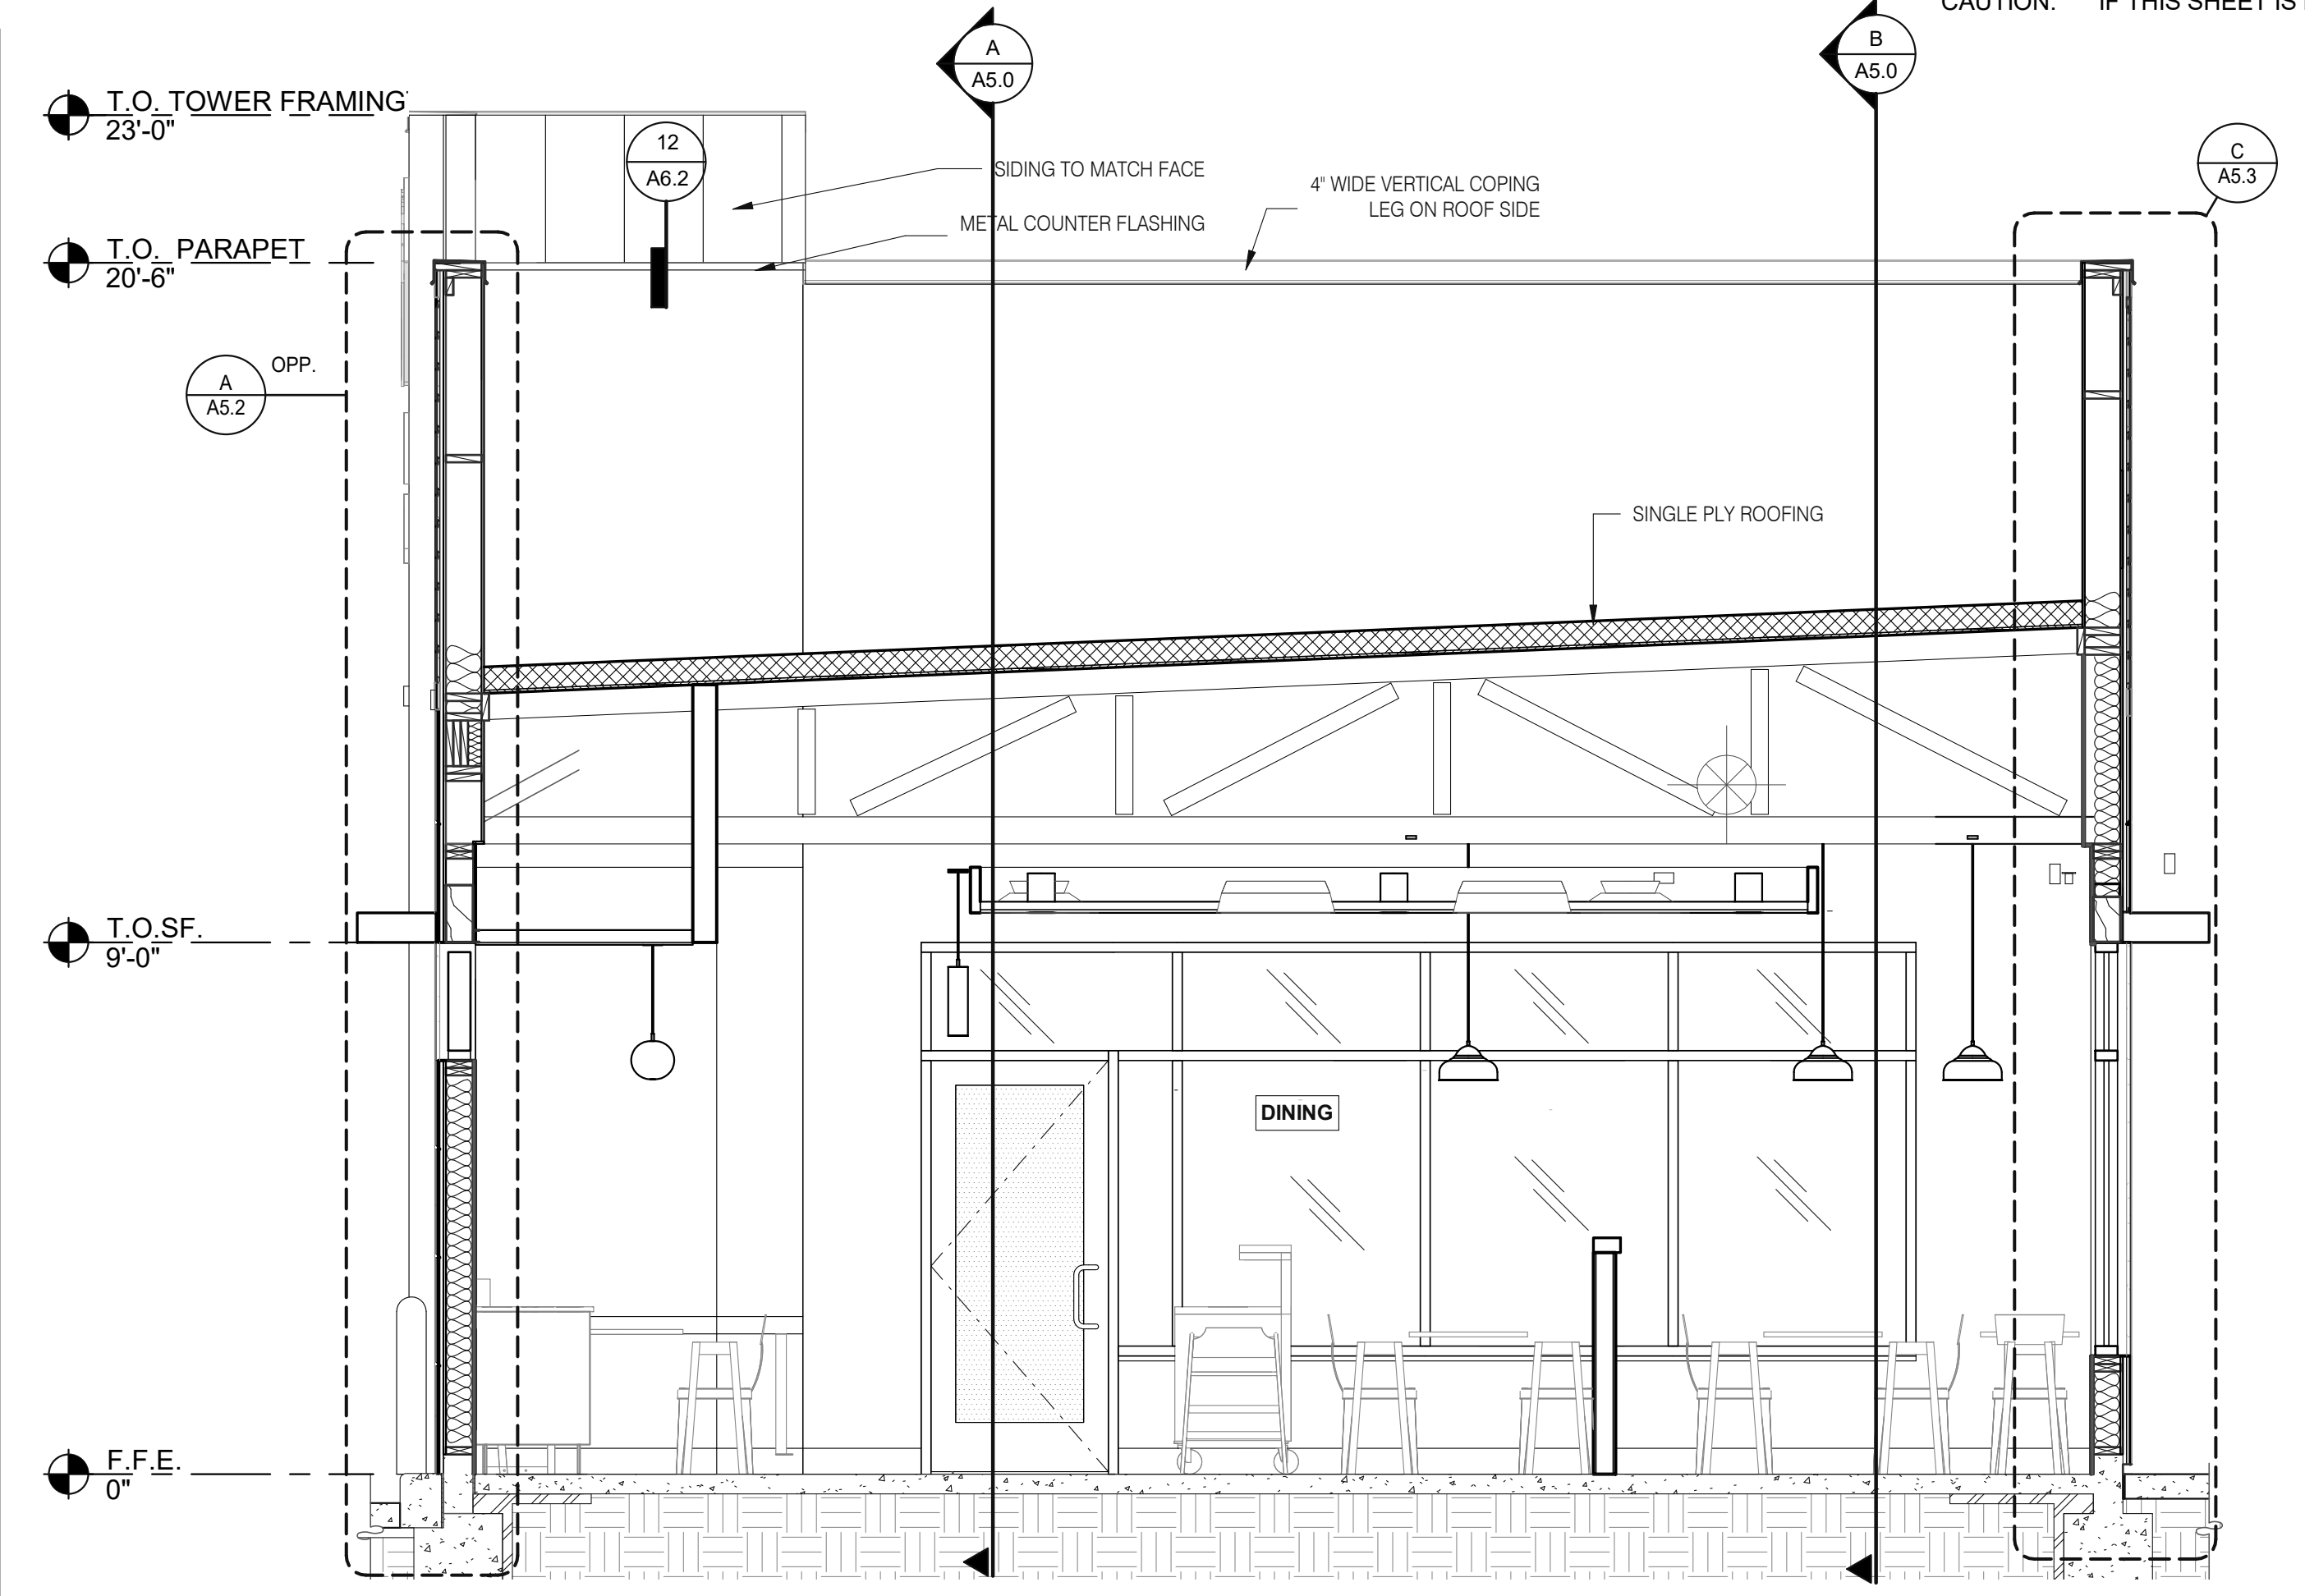 CAUTION: IF THIS SHEET IS
A
A5.0
B
A5.0
T.O. TOWER FRAMING
23'-0"
12
A6.2
SIDING TO MATCH FACE
4" WIDE VERTICAL COPING
LEG ON ROOF SIDE
C
A5.3
METAL COUNTER FLASHING
T.O. PARAPET
20'-6"
OPP.
A
A5.2
SINGLE PLY ROOFING
T.O.SF.
9'-0"
DINING
F.F.E.
0"